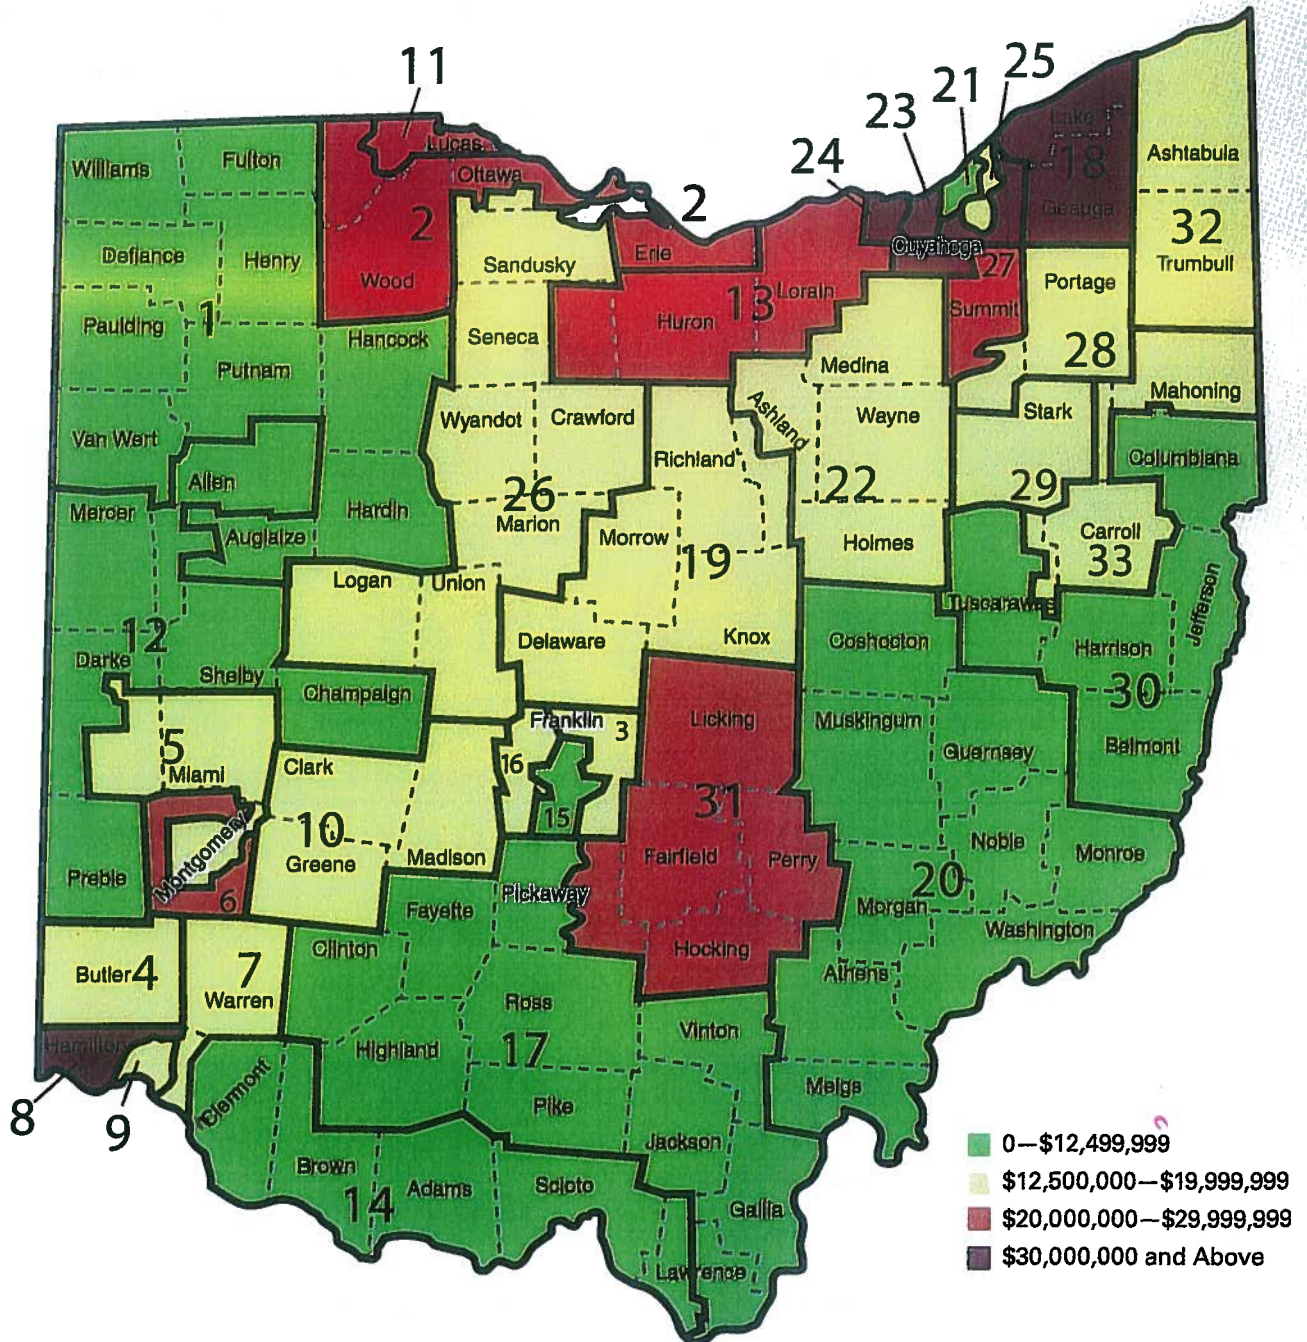 11
25
21
23
24
Lucas
Lake
Williams
Fulton
Ottawa
18
Ashtabula
2
2
Geauga
32
Defiance
Henry
Wood
Sandusky
Erie
Cuyahoga
27
Trumbull
Portage
Paulding
1
Hancock
Seneca
Huron
13
Lorain
Summit
28
Putnam
Medina
Mahoning
Van Wert
Wyandot
Crawford
Ashland
Wayne
Stark
Allen
Richland
Columbiana
Mercer
Auglaize
Hardin
26
Marion
Morrow
19
22
Holmes
29
Carroll
33
Logan
Union
Tuscarawas
Jefferson
12
Darke
Shelby
Delaware
Knox
Coshocton
Harrison
30
Champaign
Franklin
3
Licking
Muskingum
Guernsey
Belmont
5
Miami
Clark
16
15
31
10
Greene
Madison
Montgomery
6
Preble
Fairfield
Perry
Noble
Monroe
Pickaway
20
Morgan
Fayette
Washington
Butler 4
7
Warren
Clinton
Hocking
Athens
Ross
Vinton
Hamilton
Highland
17
8
9
Clermont
Pike
Meigs
Jackson
Brown
14
Adams
Scioto
Gallia
Lawrence
0–$12,499,999
$12,500,000–$19,999,999
$20,000,000–$29,999,999
$30,000,000 and Above